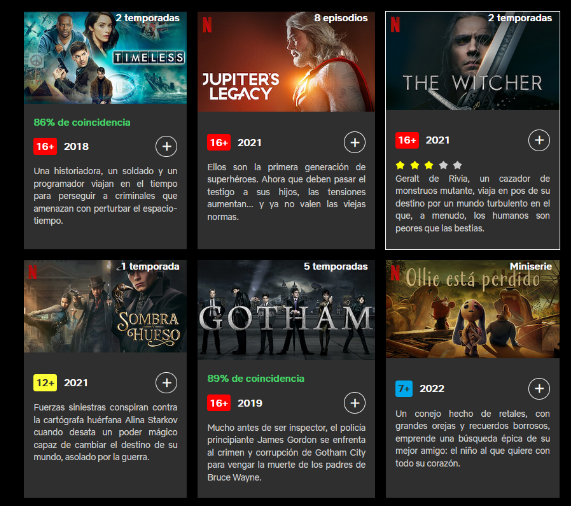 2 temporadas
TIMELESS
86% de coincidencia
16+ 2018
Una historiadora, un soldado y un
programador viajan en el tiempo
para perseguir a criminales que
amenazan con perturbar el espacio-
tiempo.
N
8 episodios
JUPITER'S
LEGACY
16+ 2021
Ellos son la primera generación de
superhéroes. Ahora que deben pasar el
testigo a sus hijos, las tensiones
aumentan... y ya no valen las viejas
normas.
N
2 temporadas
THE WITCHER
16+ 2021
Geralt de Rivia, un cazador de
monstruos mutante, viaja en pos de su
destino por un mundo turbulento en el
que, a menudo, los humanos son
peores que las bestias.
N
1 temporada
SOMBRA
Y
HUESO
12+ 2021
Fuerzas siniestras conspiran contra
la cartógrafa huérfana Alina Starkov
cuando desata un poder mágico
capaz de cambiar el destino de su
mundo, asolado por la guerra.
5 temporadas
GOTHAM
89% de coincidencia
16+ 2019
Mucho antes de ser inspector, el policía
principiante James Gordon se enfrenta
al crimen y corrupción de Gotham City
para vengar la muerte de los padres de
Bruce Wayne.
N
Miniserie
Ollie está perdido
7+ 2022
Un conejo hecho de retales, con
grandes orejas y recuerdos borrosos,
emprende una búsqueda épica de su
mejor amigo: el niño al que quiere con
todo su corazón.